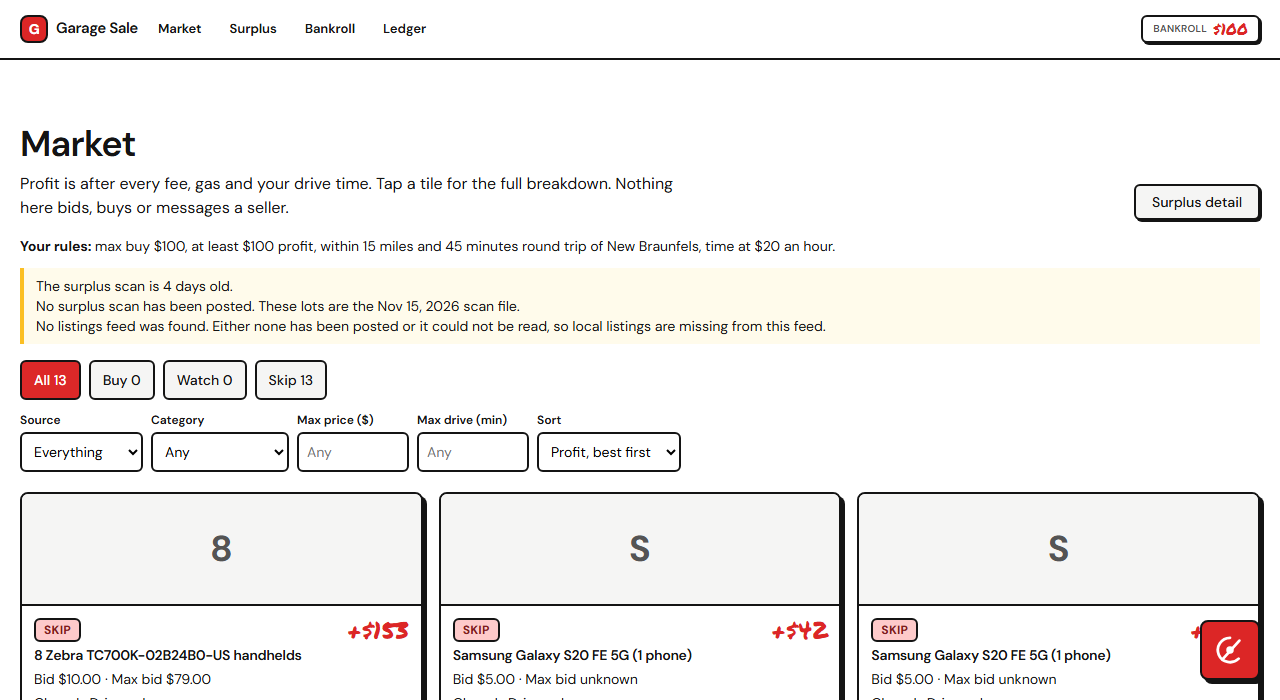 G Garage Sale Market Surplus Bankroll Ledger BANKROLL $100
Market
Profit is after every fee, gas and your drive time. Tap a tile for the full breakdown. Nothing
here bids, buys or messages a seller.
Surplus detail
Your rules: max buy $100, at least $100 profit, within 15 miles and 45 minutes round trip of New Braunfels, time at $20 an hour.
The surplus scan is 4 days old.
No surplus scan has been posted. These lots are the Nov 15, 2026 scan file.
No listings feed was found. Either none has been posted or it could not be read, so local listings are missing from this feed.
All 13 Buy 0 Watch 0 Skip 13
Source Category Max price ($) Max drive (min) Sort
Everything Any Any Any Profit, best first
8 S S
SKIP +$153 SKIP +$42 SKIP
8 Zebra TC700K-02B24B0-US handhelds Samsung Galaxy S20 FE 5G (1 phone) Samsung Galaxy S20 FE 5G (1 phone)
Bid $10.00 · Max bid $79.00 Bid $5.00 · Max bid unknown Bid $5.00 · Max bid unknown